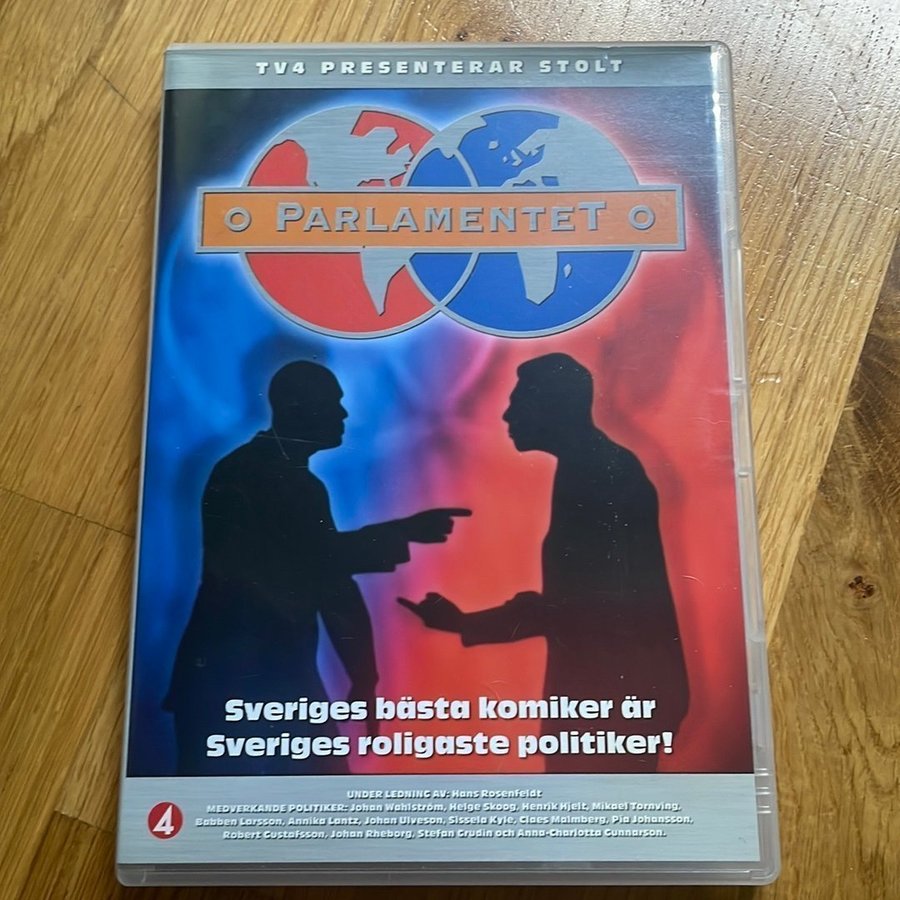 TV4 PRESENTERAR STOLT
PARLAMENTET
Sveriges bästa komiker är
Sveriges roligaste politiker!
UNDER LEDNING AV: Hans Rosenfeldt
MEDVERKANDE POLITIKER: Johan Wahlström, Helge Skoog, Henrik Hjelt, Mikael Tornving,
Babben Larsson, Annika Lantz, Johan Ulveson, Sissela Kyle, Claes Malmberg, Pia Johansson,
Robert Gustafsson, Johan Rheborg, Stefan Grudin och Anna-Charlotta Gunnarson.
4